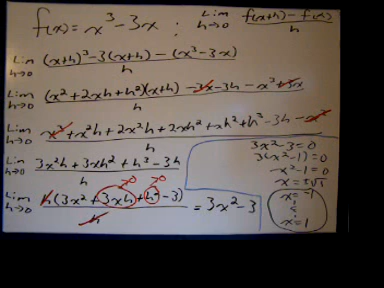 f(x) = x³ - 3x ; Lim h→0 f(x+h) - f(x) / h
Lim h→0 (x+h)³ - 3(x+h) - (x³ - 3x) / h
Lim h→0 (x² + 2xh + h²)(x+h) - 3x - 3h - x³ + 3x / h
Lim h→0 x³ + x²h + 2x²h + 2xh² + xh² + h³ - 3h - x³ / h
Lim h→0 3x²h + 3xh² + h³ - 3h / h
Lim h→0 h(3x² + 3xh + h² - 3) / h = 3x² - 3
→0 →0
3x² - 3 = 0
3(x² - 1) = 0
x² - 1 = 0
x = ±√1
x = -1
x = 1